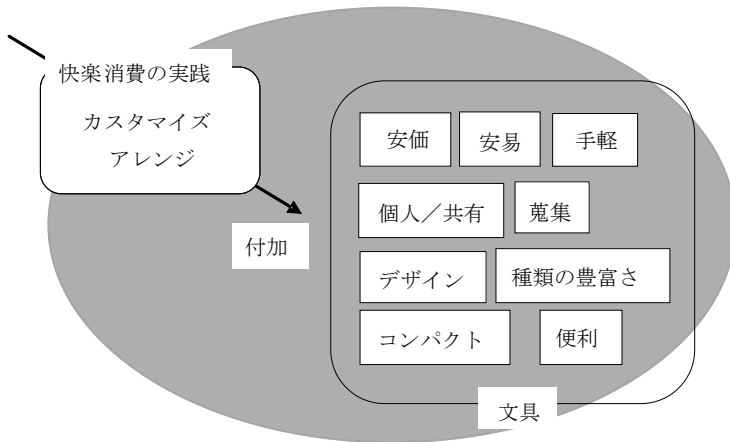 快楽消費の実践
カスタマイズ
アレンジ
付加
安価
安易
手軽
個人／共有
蒐集
デザイン
種類の豊富さ
コンパクト
便利
文具